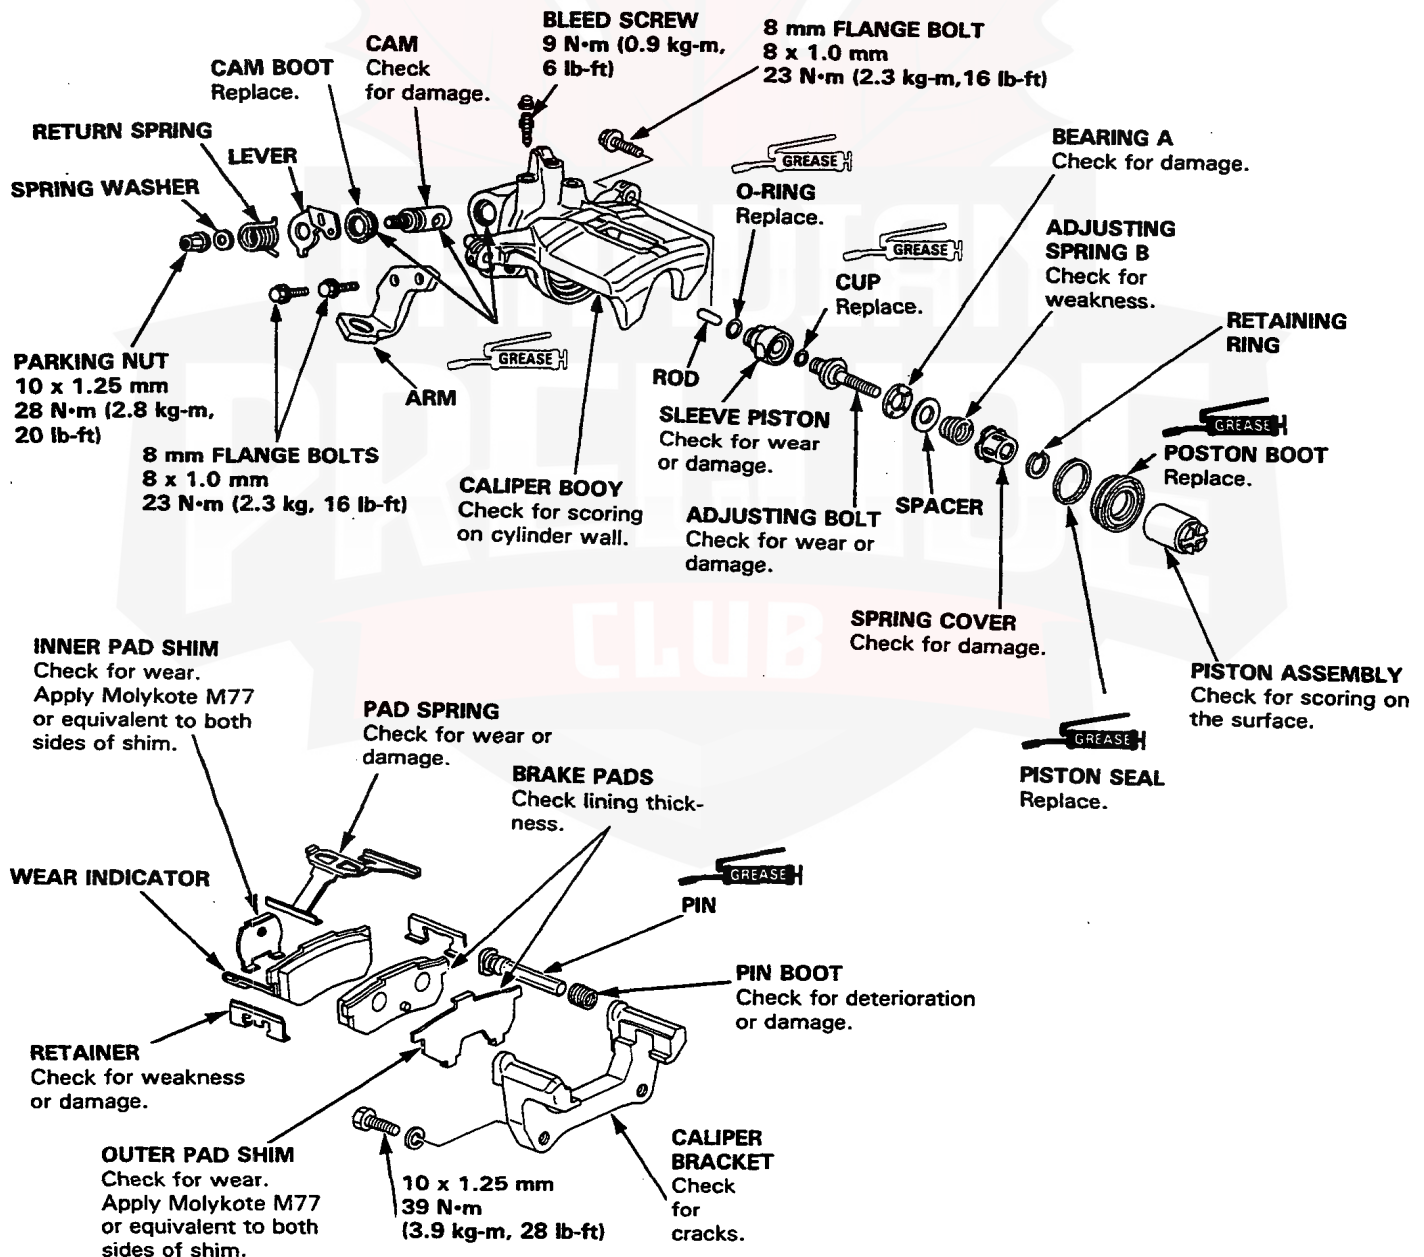 BLEED SCREW
9 N•m (0.9 kg-m,
6 lb-ft)
8 mm FLANGE BOLT
8 x 1.0 mm
23 N•m (2.3 kg-m,16 lb-ft)
CAM
Check
for damage.
CAM BOOT
Replace.
RETURN SPRING
LEVER
SPRING WASHER
GREASE
O-RING
Replace.
BEARING A
Check for damage.
GREASE
CUP
Replace.
ADJUSTING
SPRING B
Check for
weakness.
RETAINING
RING
PARKING NUT
10 x 1.25 mm
28 N•m (2.8 kg-m,
20 lb-ft)
GREASE
ARM
ROD
SLEEVE PISTON
Check for wear
or damage.
GREASE
POSTON BOOT
Replace.
8 mm FLANGE BOLTS
8 x 1.0 mm
23 N•m (2.3 kg, 16 lb-ft)
CALIPER BOOY
Check for scoring
on cylinder wall.
ADJUSTING BOLT
Check for wear or
damage.
SPACER
SPRING COVER
Check for damage.
PISTON ASSEMBLY
Check for scoring on
the surface.
GREASE
PISTON SEAL
Replace.
PRELUDE
CLUB
INNER PAD SHIM
Check for wear.
Apply Molykote M77
or equivalent to both
sides of shim.
PAD SPRING
Check for wear or
damage.
BRAKE PADS
Check lining thick-
ness.
WEAR INDICATOR
GREASE
PIN
PIN BOOT
Check for deterioration
or damage.
RETAINER
Check for weakness
or damage.
OUTER PAD SHIM
Check for wear.
Apply Molykote M77
or equivalent to both
sides of shim.
10 x 1.25 mm
39 N•m
(3.9 kg-m, 28 lb-ft)
CALIPER
BRACKET
Check
for
cracks.